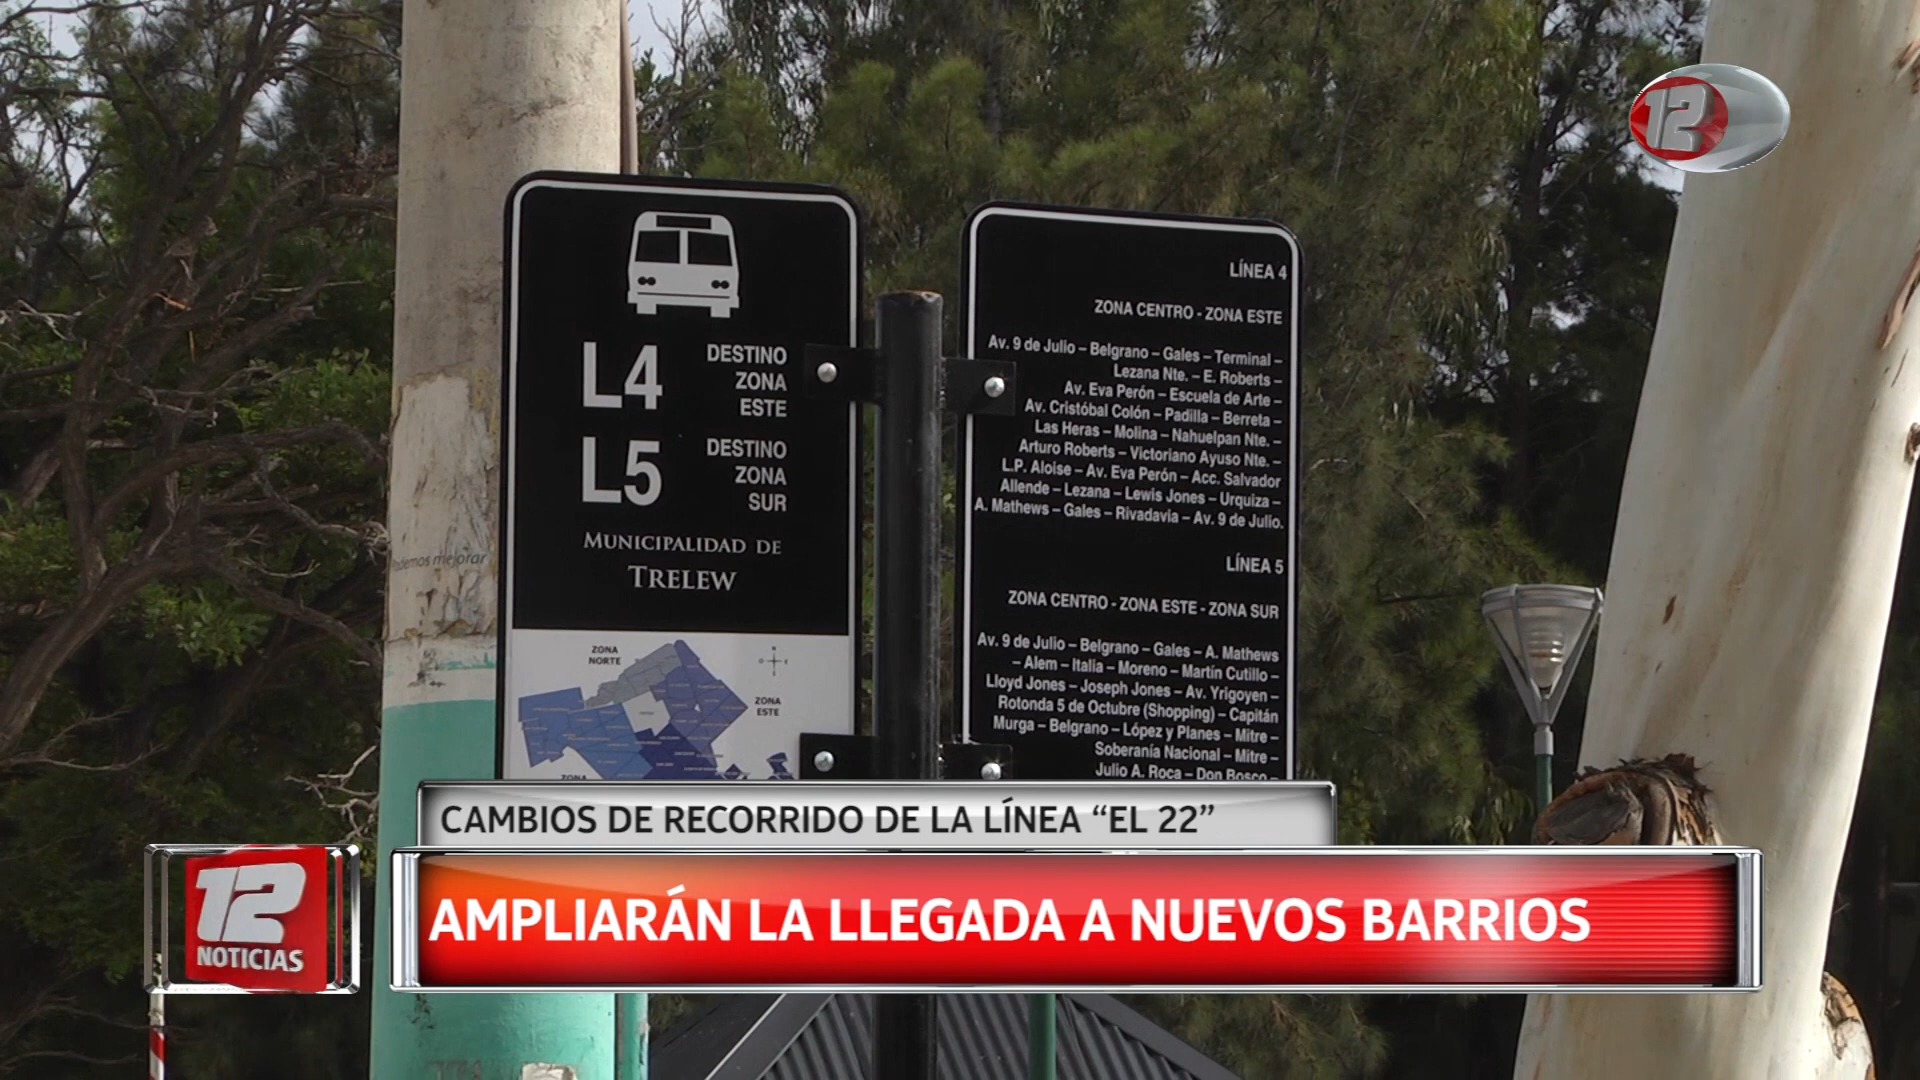 12
L4
DESTINO
ZONA
ESTE
L5
DESTINO
ZONA
SUR
MUNICIPALIDAD DE
TRELEW
ZONA
NORTE
N
ZONA
ESTE
ZONA
LÍNEA 4
ZONA CENTRO - ZONA ESTE
Av. 9 de Julio – Belgrano – Gales – Terminal –
Lezana Nte. – E. Roberts –
Av. Eva Perón – Escuela de Arte –
Av. Cristóbal Colón – Padilla – Berreta –
Las Heras – Molina – Nahuelpan Nte. –
Arturo Roberts – Victoriano Ayuso Nte. –
L.P. Aloise – Av. Eva Perón – Acc. Salvador
Allende – Lezana – Lewis Jones – Urquiza –
A. Mathews – Gales – Rivadavia – Av. 9 de Julio.
LÍNEA 5
ZONA CENTRO - ZONA ESTE - ZONA SUR
Av. 9 de Julio – Belgrano – Gales – A. Mathews
– Alem – Italia – Moreno – Martín Cutillo –
Lloyd Jones – Joseph Jones – Av. Yrigoyen –
Rotonda 5 de Octubre (Shopping) – Capitán
Murga – Belgrano – López y Planes – Mitre –
Soberanía Nacional – Mitre –
Julio A. Roca – Don Bosco –
Podemos mejorar
CAMBIOS DE RECORRIDO DE LA LÍNEA “EL 22”
12
NOTICIAS
AMPLIARÁN LA LLEGADA A NUEVOS BARRIOS